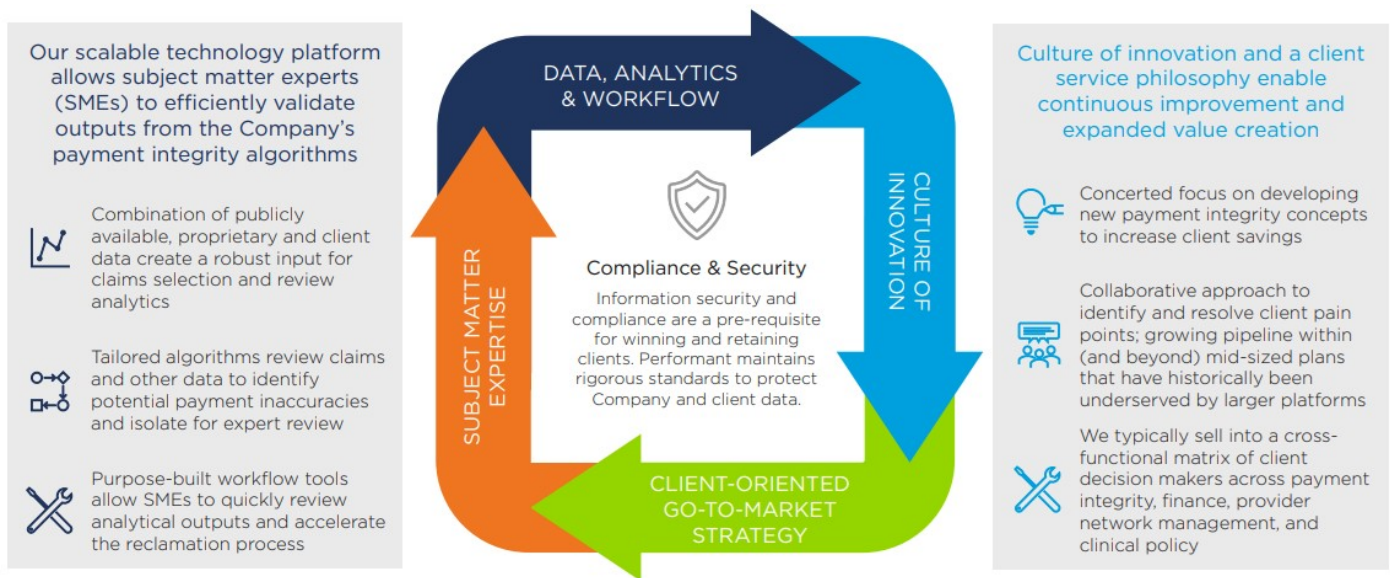 Our scalable technology platform
allows subject matter experts
(SMEs) to efficiently validate
outputs from the Company's
payment integrity algorithms
Combination of publicly
available, proprietary and client
data create a robust input for
claims selection and review
analytics
Tailored algorithms review claims
and other data to identify
potential payment inaccuracies
and isolate for expert review
Purpose-built workflow tools
allow SMEs to quickly review
analytical outputs and accelerate
the reclamation process
DATA, ANALYTICS
& WORKFLOW
CULTURE OF
INNOVATION
CLIENT-ORIENTED
GO-TO-MARKET
STRATEGY
SUBJECT MATTER
EXPERTISE
Compliance & Security
Information security and
compliance are a pre-requisite
for winning and retaining
clients. Performant maintains
rigorous standards to protect
Company and client data.
Culture of innovation and a client
service philosophy enable
continuous improvement and
expanded value creation
Concerted focus on developing
new payment integrity concepts
to increase client savings
Collaborative approach to
identify and resolve client pain
points; growing pipeline within
(and beyond) mid-sized plans
that have historically been
underserved by larger platforms
We typically sell into a cross-
functional matrix of client
decision makers across payment
integrity, finance, provider
network management, and
clinical policy